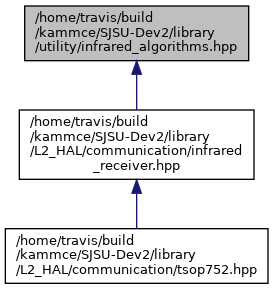 /home/travis/build
/kammce/SJSU-Dev2/library
/utility/infrared_algorithms.hpp
/home/travis/build
/kammce/SJSU-Dev2/library
/L2_HAL/communication/infrared
_receiver.hpp
/home/travis/build
/kammce/SJSU-Dev2/library
/L2_HAL/communication/tsop752.hpp